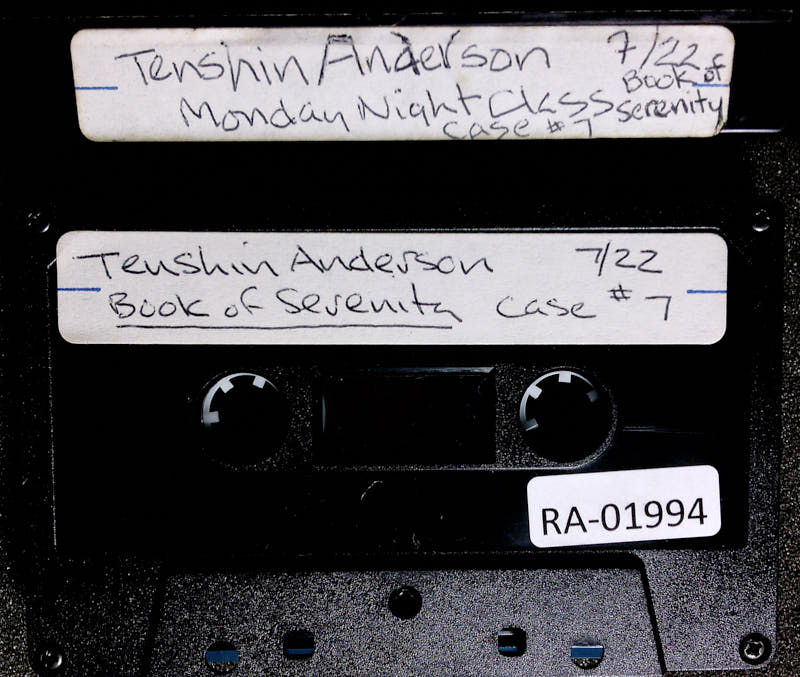 Tenshin Anderson 7/22
Book of
Monday Night Class Serenity
Case # 7
Tenshin Anderson 7/22
Book of Serenity Case # 7
RA-01994